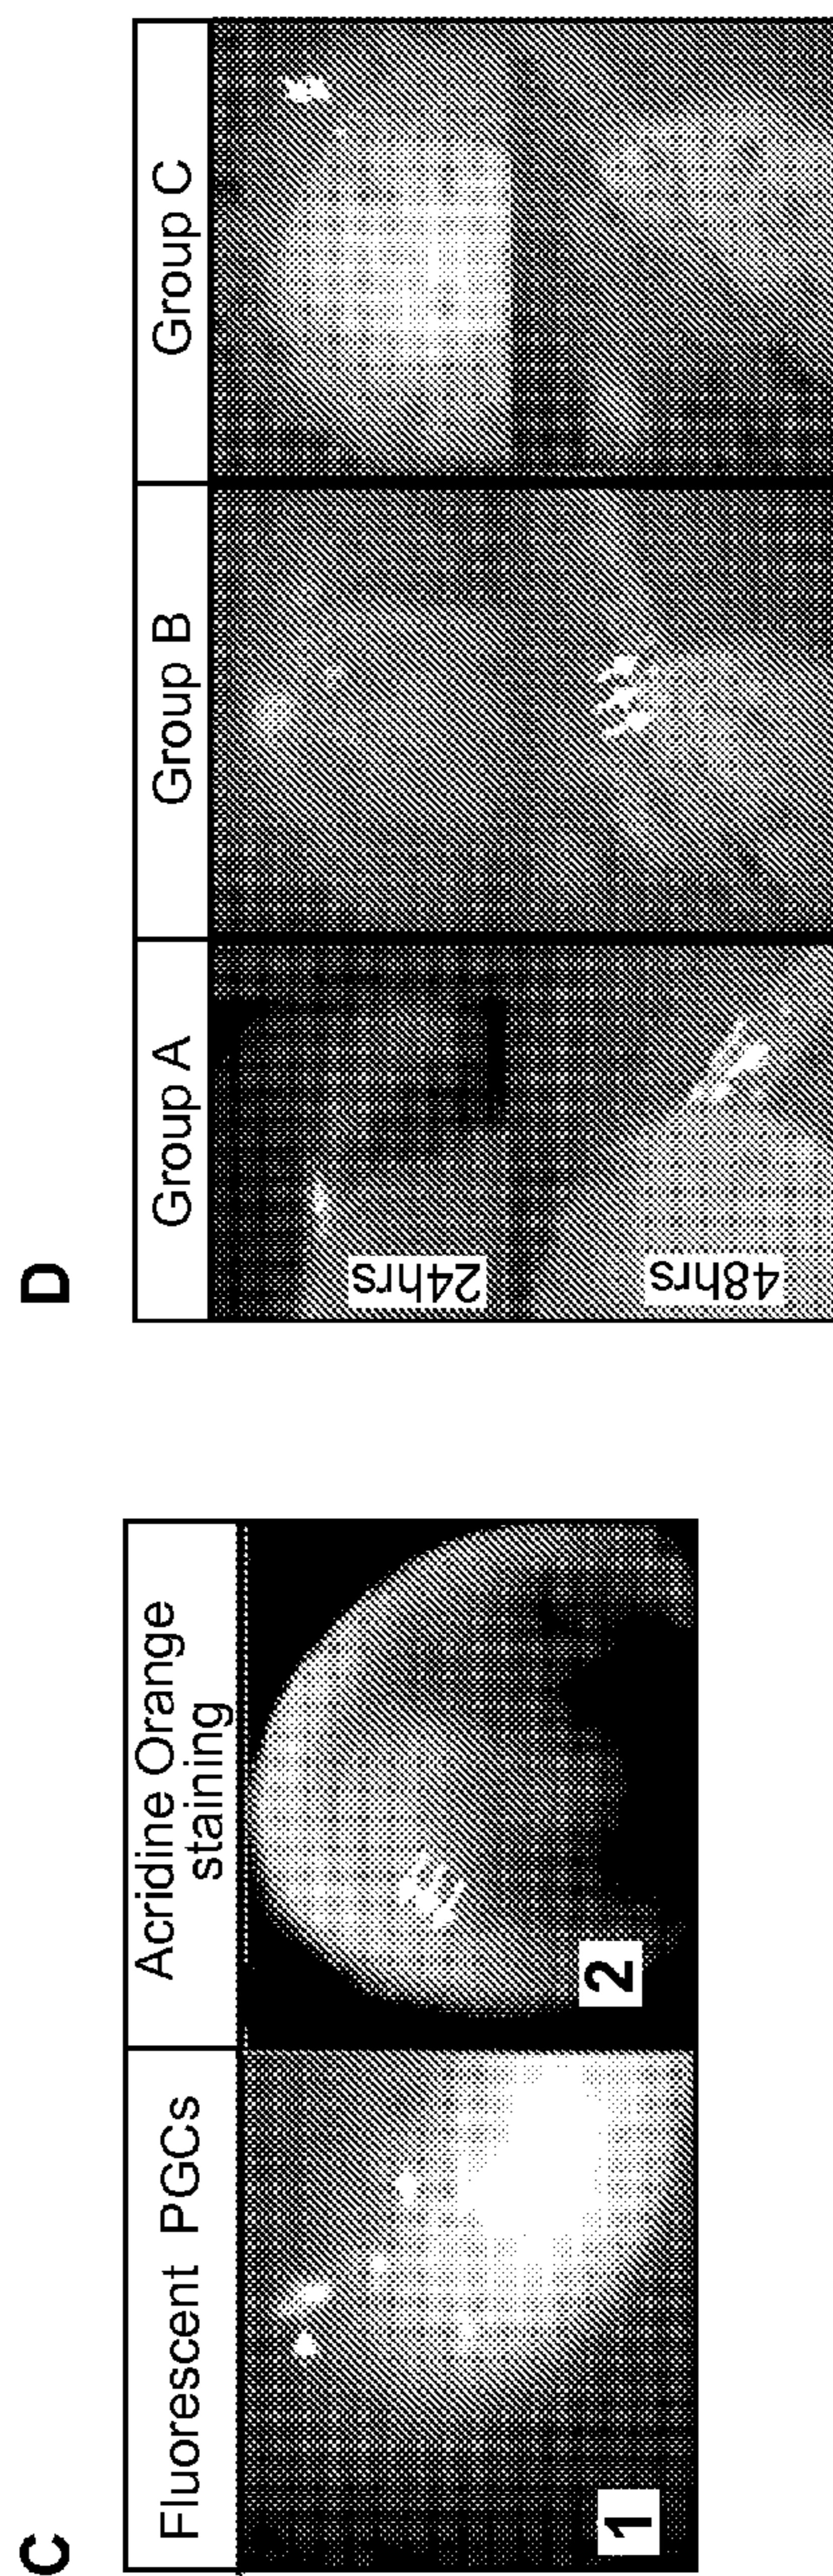 C
Fluorescent PGCs
Acridine Orange
staining
1
2
D
Group A
Group B
Group C
24hrs
48hrs